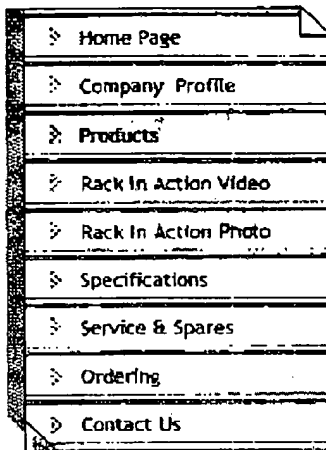 Home Page
Company Profile
Products
Rack In Action Video
Rack In Action Photo
Specifications
Service & Spares
Ordering
Contact Us